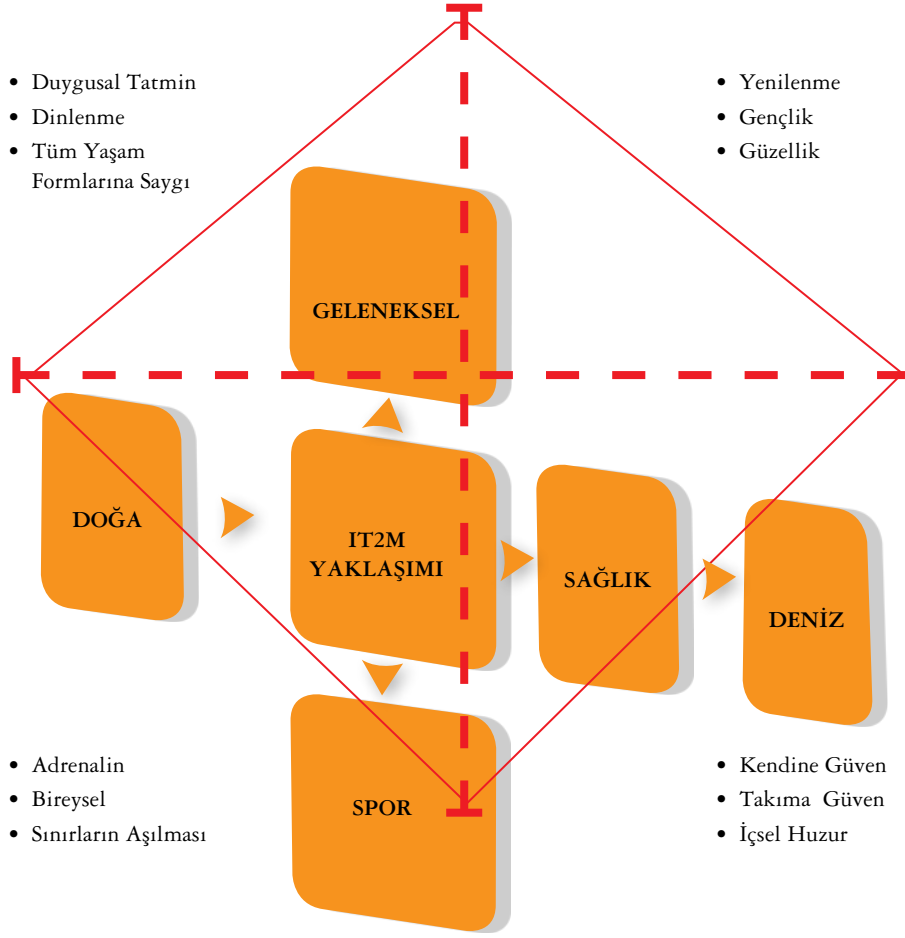 • Duygusal Tatmin
• Dinlenme
• Tüm Yaşam
Formlarına Saygı
• Yenilenme
• Gençlik
• Güzellik
GELENEKSEL
DOĞA
IT2M
YAKLAŞIMI
SAĞLIK
DENİZ
SPOR
• Adrenalin
• Bireysel
• Sınırların Aşılması
• Kendine Güven
• Takıma Güven
• İçsel Huzur